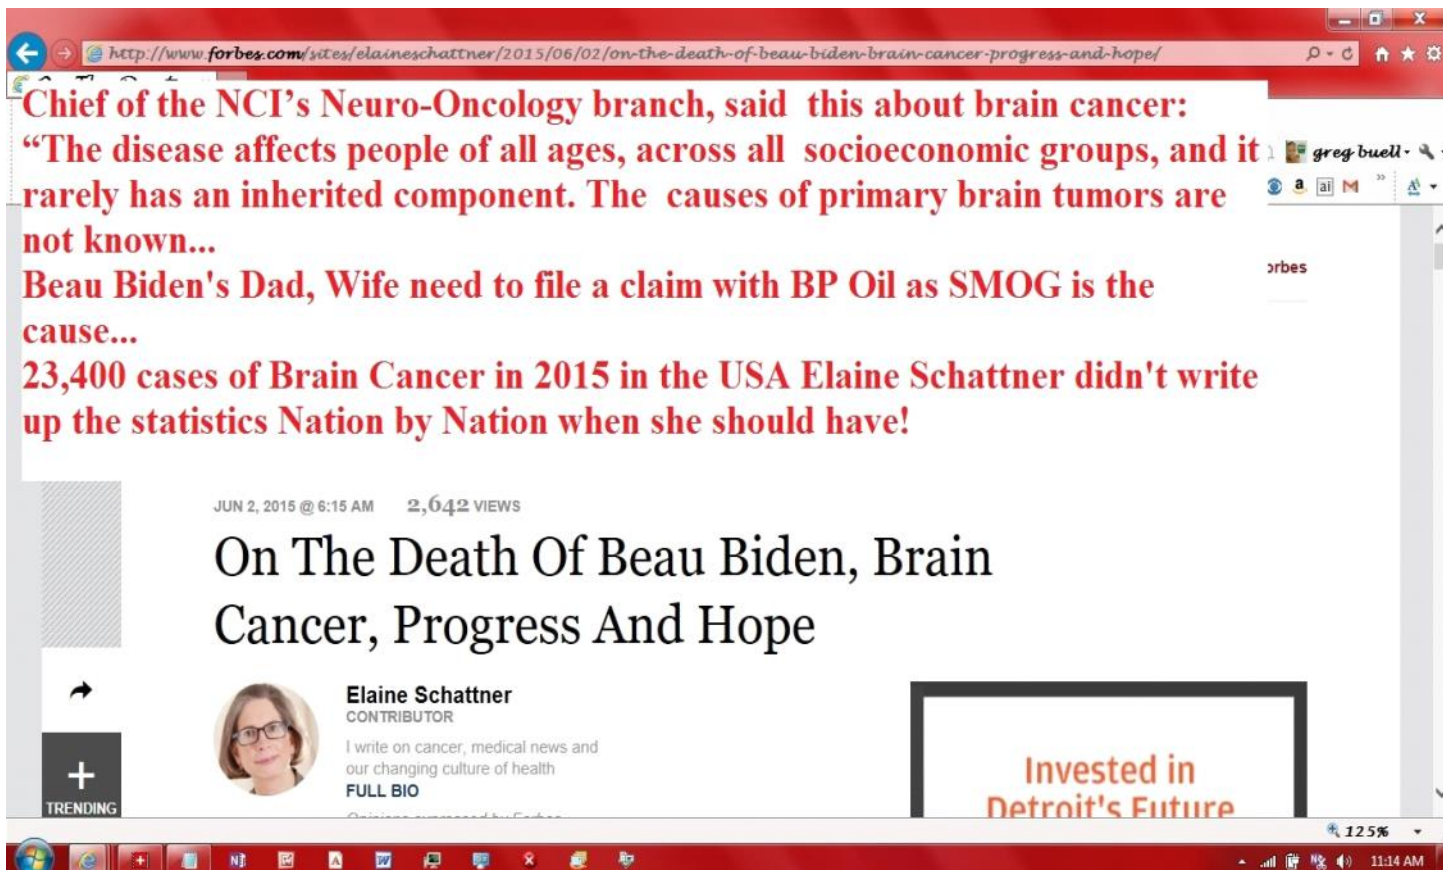 http://www.forbes.com/sites/elaineschattner/2015/06/02/on-the-death-of-beau-biden-brain-cancer-progress-and-hope/
Chief of the NCI’s Neuro-Oncology branch, said this about brain cancer:
“The disease affects people of all ages, across all socioeconomic groups, and it
greg buell
rarely has an inherited component. The causes of primary brain tumors are
not known...
Beau Biden's Dad, Wife need to file a claim with BP Oil as SMOG is the
cause...
23,400 cases of Brain Cancer in 2015 in the USA Elaine Schattner didn't write
up the statistics Nation by Nation when she should have!
JUN 2, 2015 @ 6:15 AM 2,642 VIEWS
On The Death Of Beau Biden, Brain
Cancer, Progress And Hope
Elaine Schattner
CONTRIBUTOR
I write on cancer, medical news and
our changing culture of health
FULL BIO
TRENDING
Invested in
Detroit's Future
125%
11:14 AM